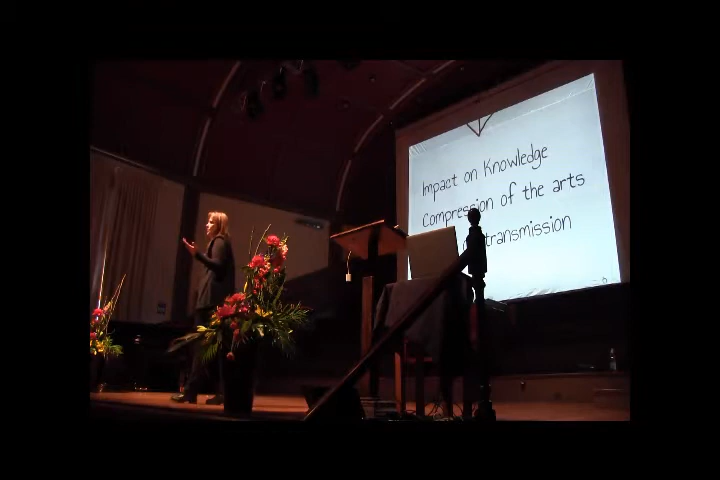 Impact on Knowledge
Compression of the arts
transmission